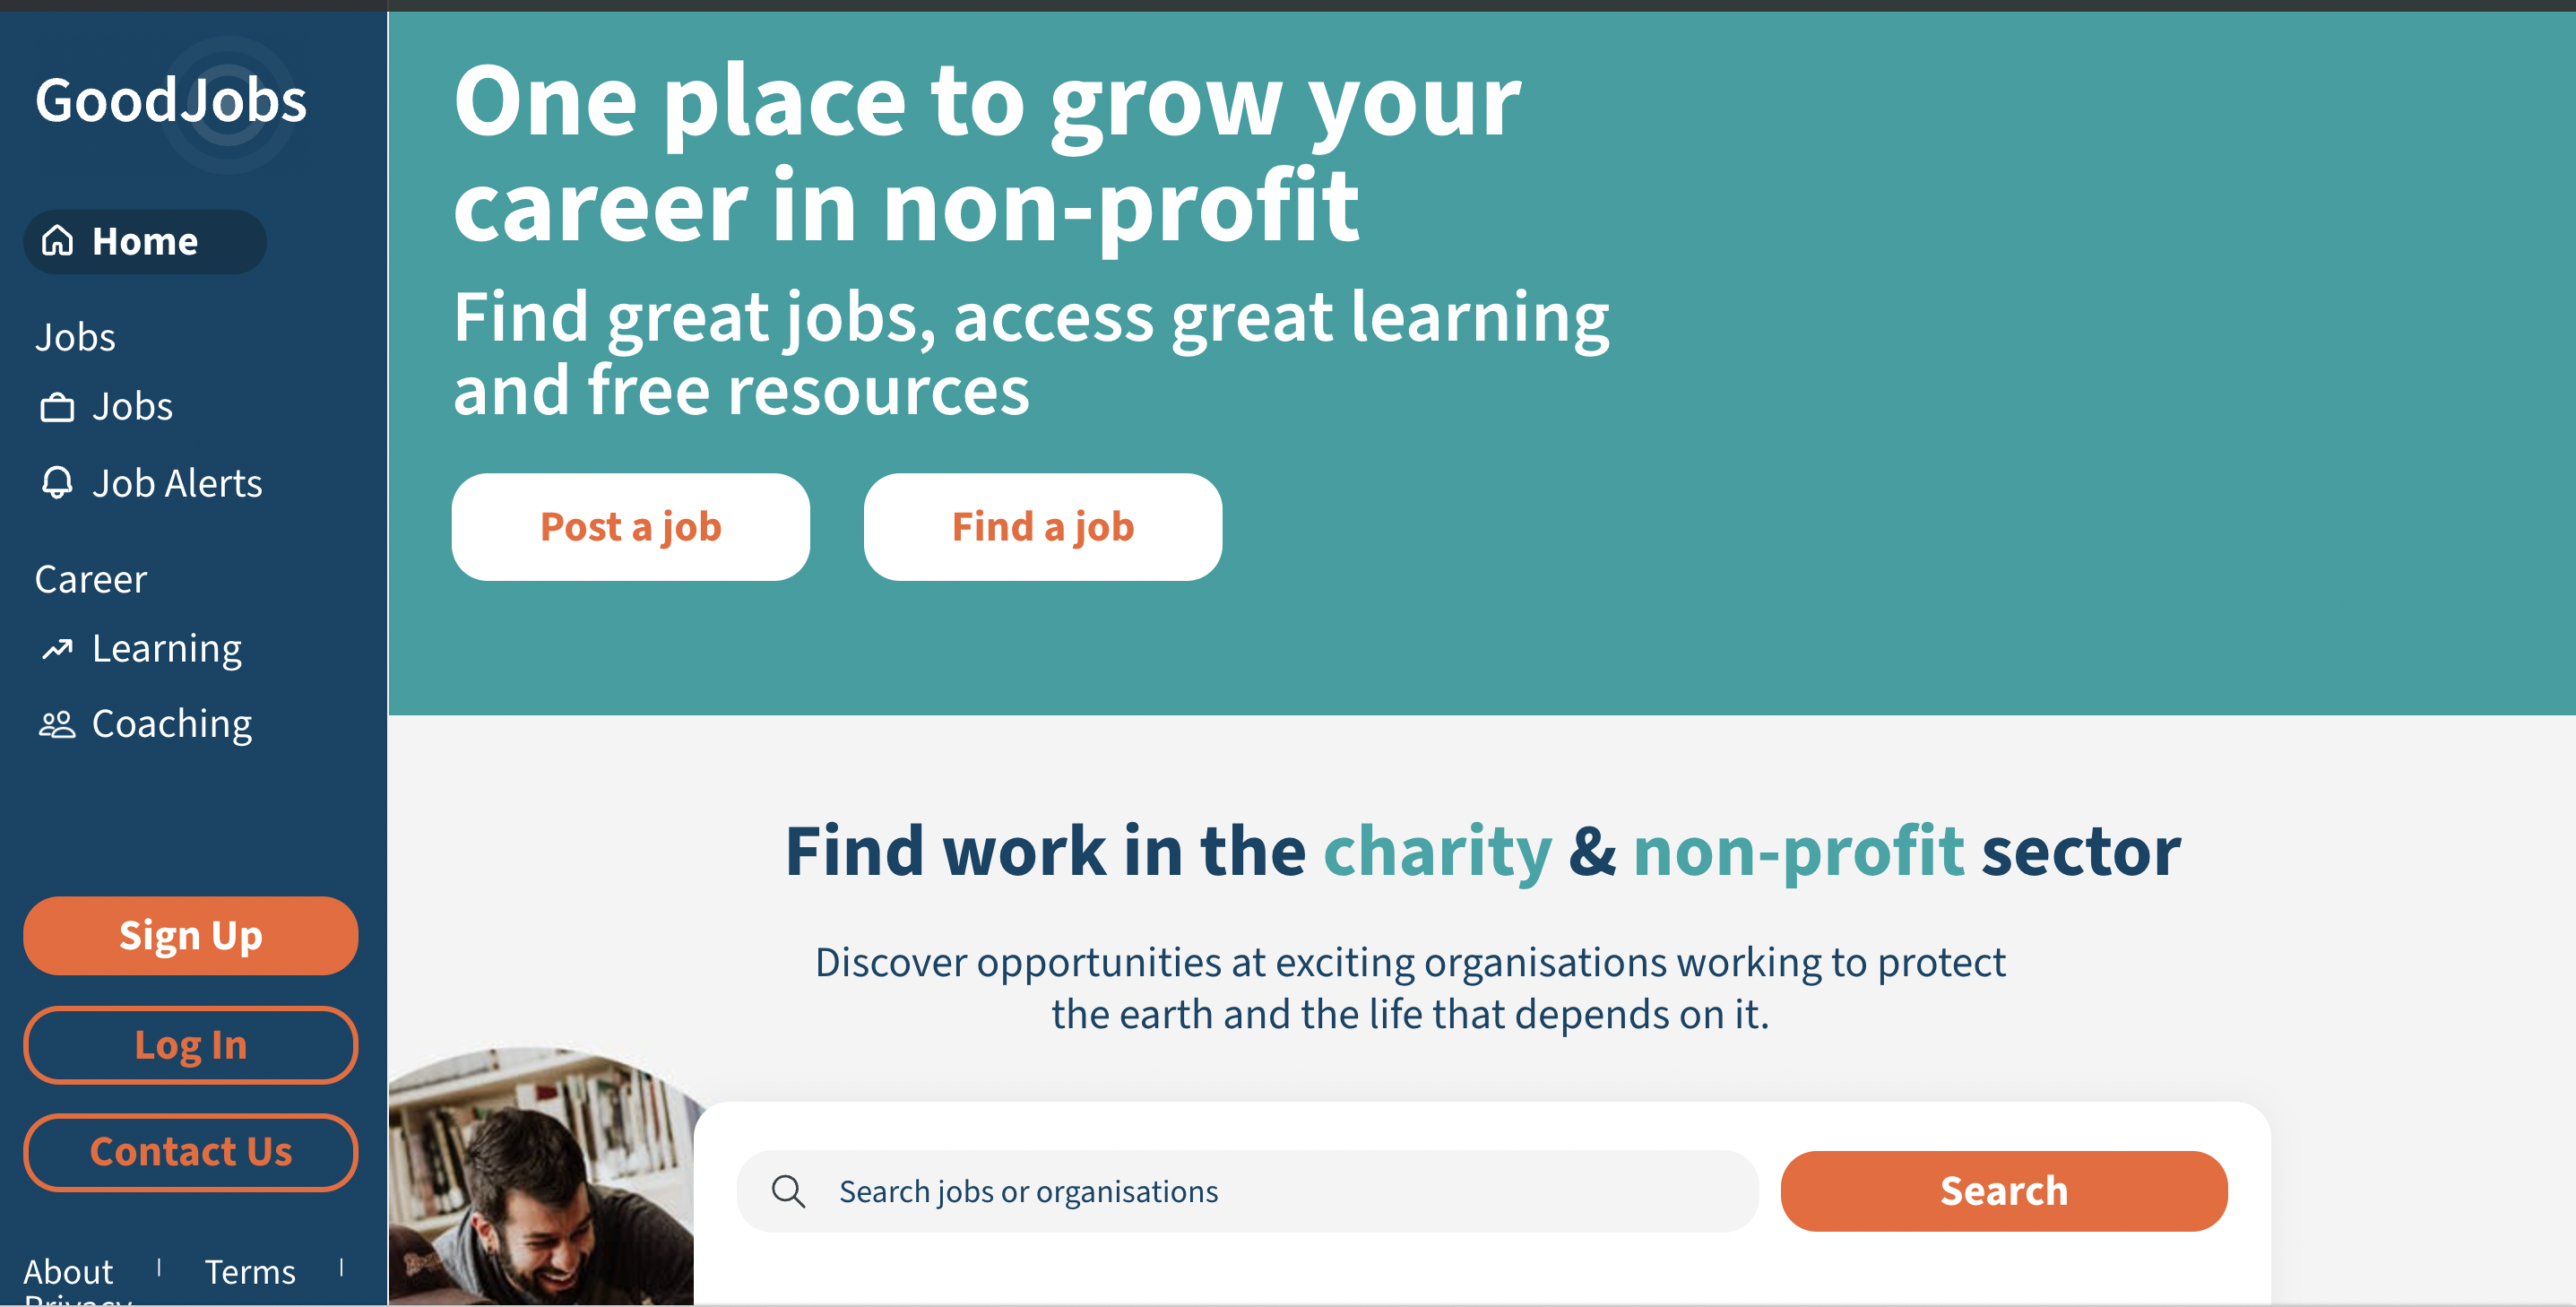 GoodJobs
Home
Jobs
Jobs
Job Alerts
Career
Learning
Coaching
Sign Up
Log In
Contact Us
About | Terms |
Privacy
One place to grow your
career in non-profit
Find great jobs, access great learning
and free resources
Post a job
Find a job
Find work in the charity & non-profit sector
Discover opportunities at exciting organisations working to protect
the earth and the life that depends on it.
Search jobs or organisations
Search